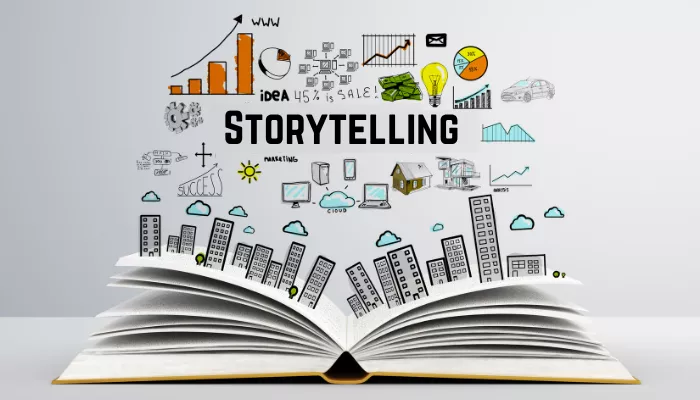 WWW
iDEA 45% is SALE!
STORYTELLING
MARKETING
SUCCESS
CLOUD